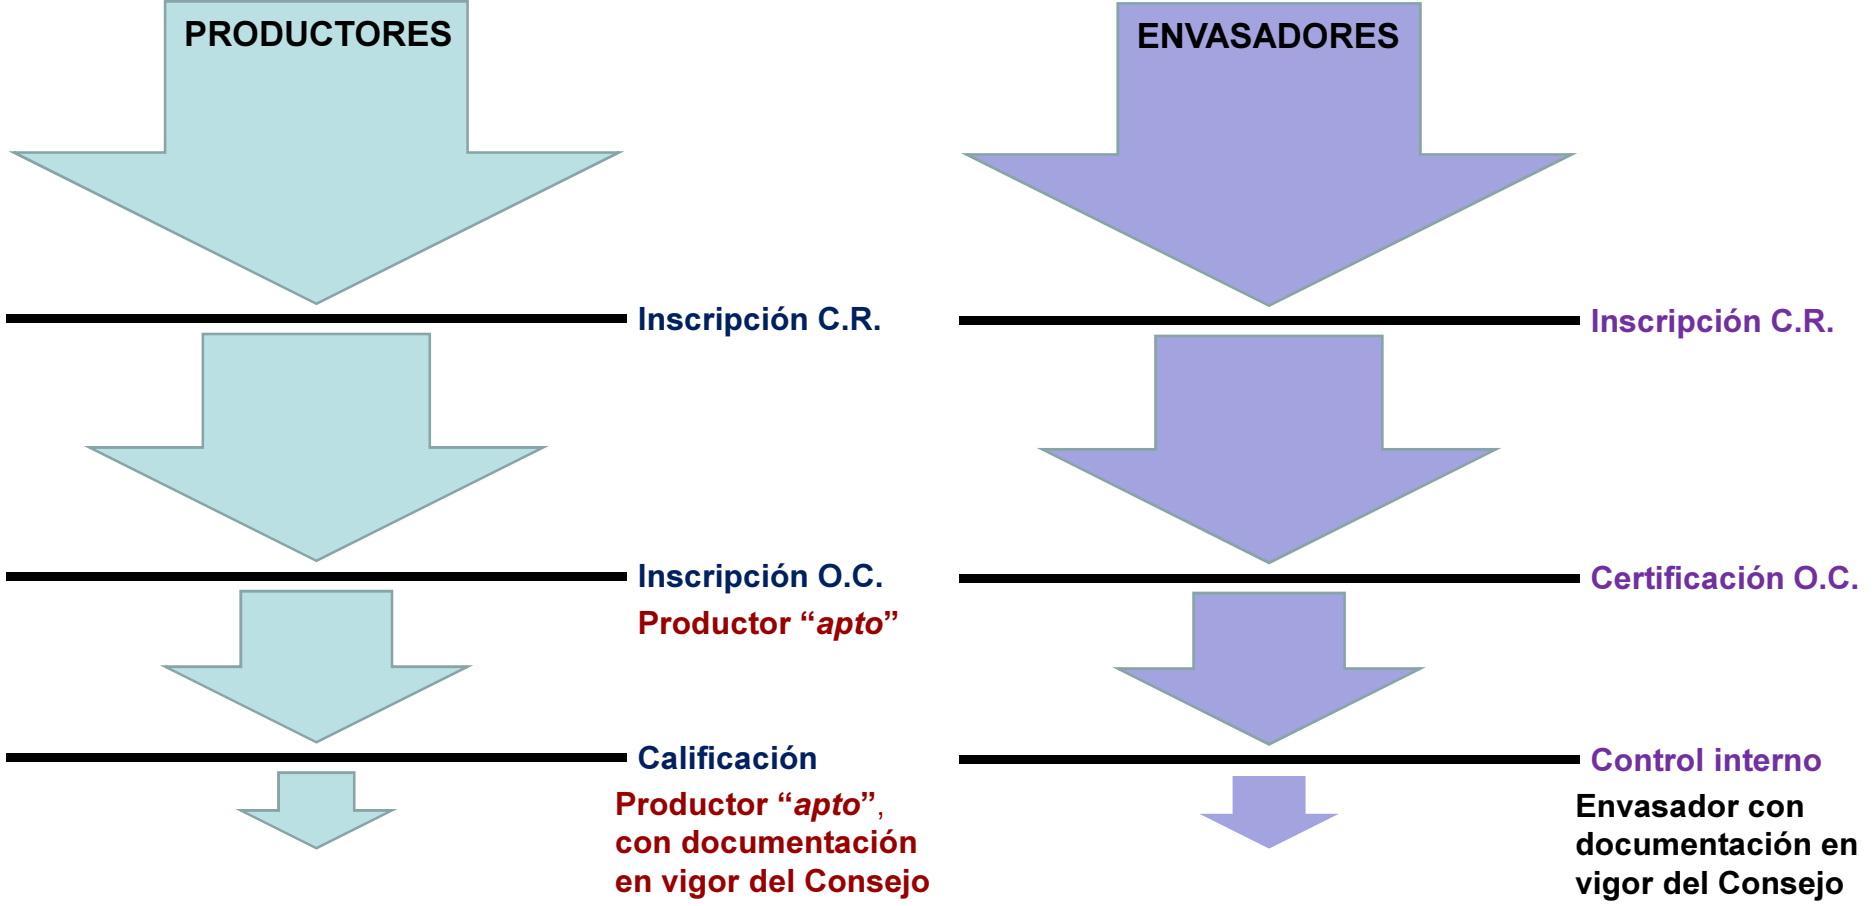 PRODUCTORES
Inscripción C.R.
Inscripción O.C.
Productor “apto”
Calificación
Productor “apto”,
con documentación
en vigor del Consejo
ENVASADORES
Inscripción C.R.
Certificación O.C.
Control interno
Envasador con
documentación en
vigor del Consejo